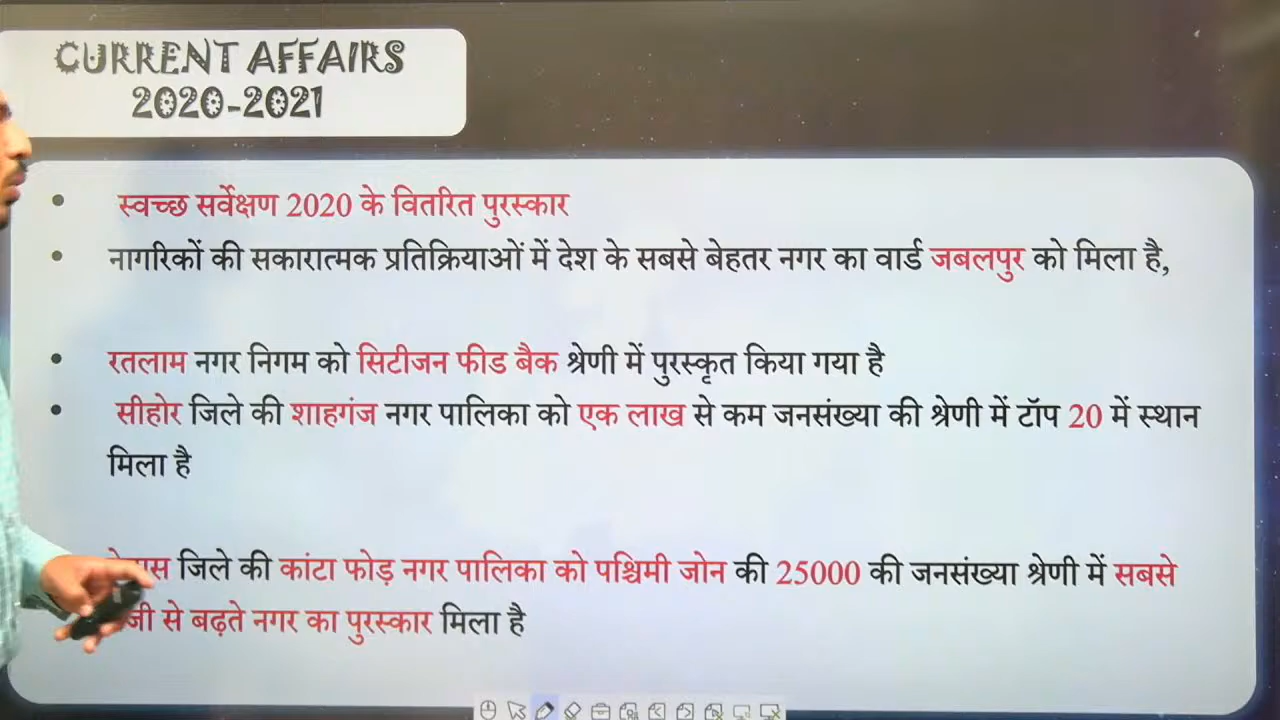 CURRENT AFFAIRS
2020-2021
• स्वच्छ सर्वेक्षण 2020 के वितरित पुरस्कार
• नागरिकों की सकारात्मक प्रतिक्रियाओं में देश के सबसे बेहतर नगर का वार्ड जबलपुर को मिला है,
• रतलाम नगर निगम को सिटीजन फीड बैक श्रेणी में पुरस्कृत किया गया है
• सीहोर जिले की शाहगंज नगर पालिका को एक लाख से कम जनसंख्या की श्रेणी में टॉप 20 में स्थान
मिला है
जिले की कांटा फोड़ नगर पालिका को पश्चिमी जोन की 25000 की जनसंख्या श्रेणी में सबसे
से बढ़ते नगर का पुरस्कार मिला है